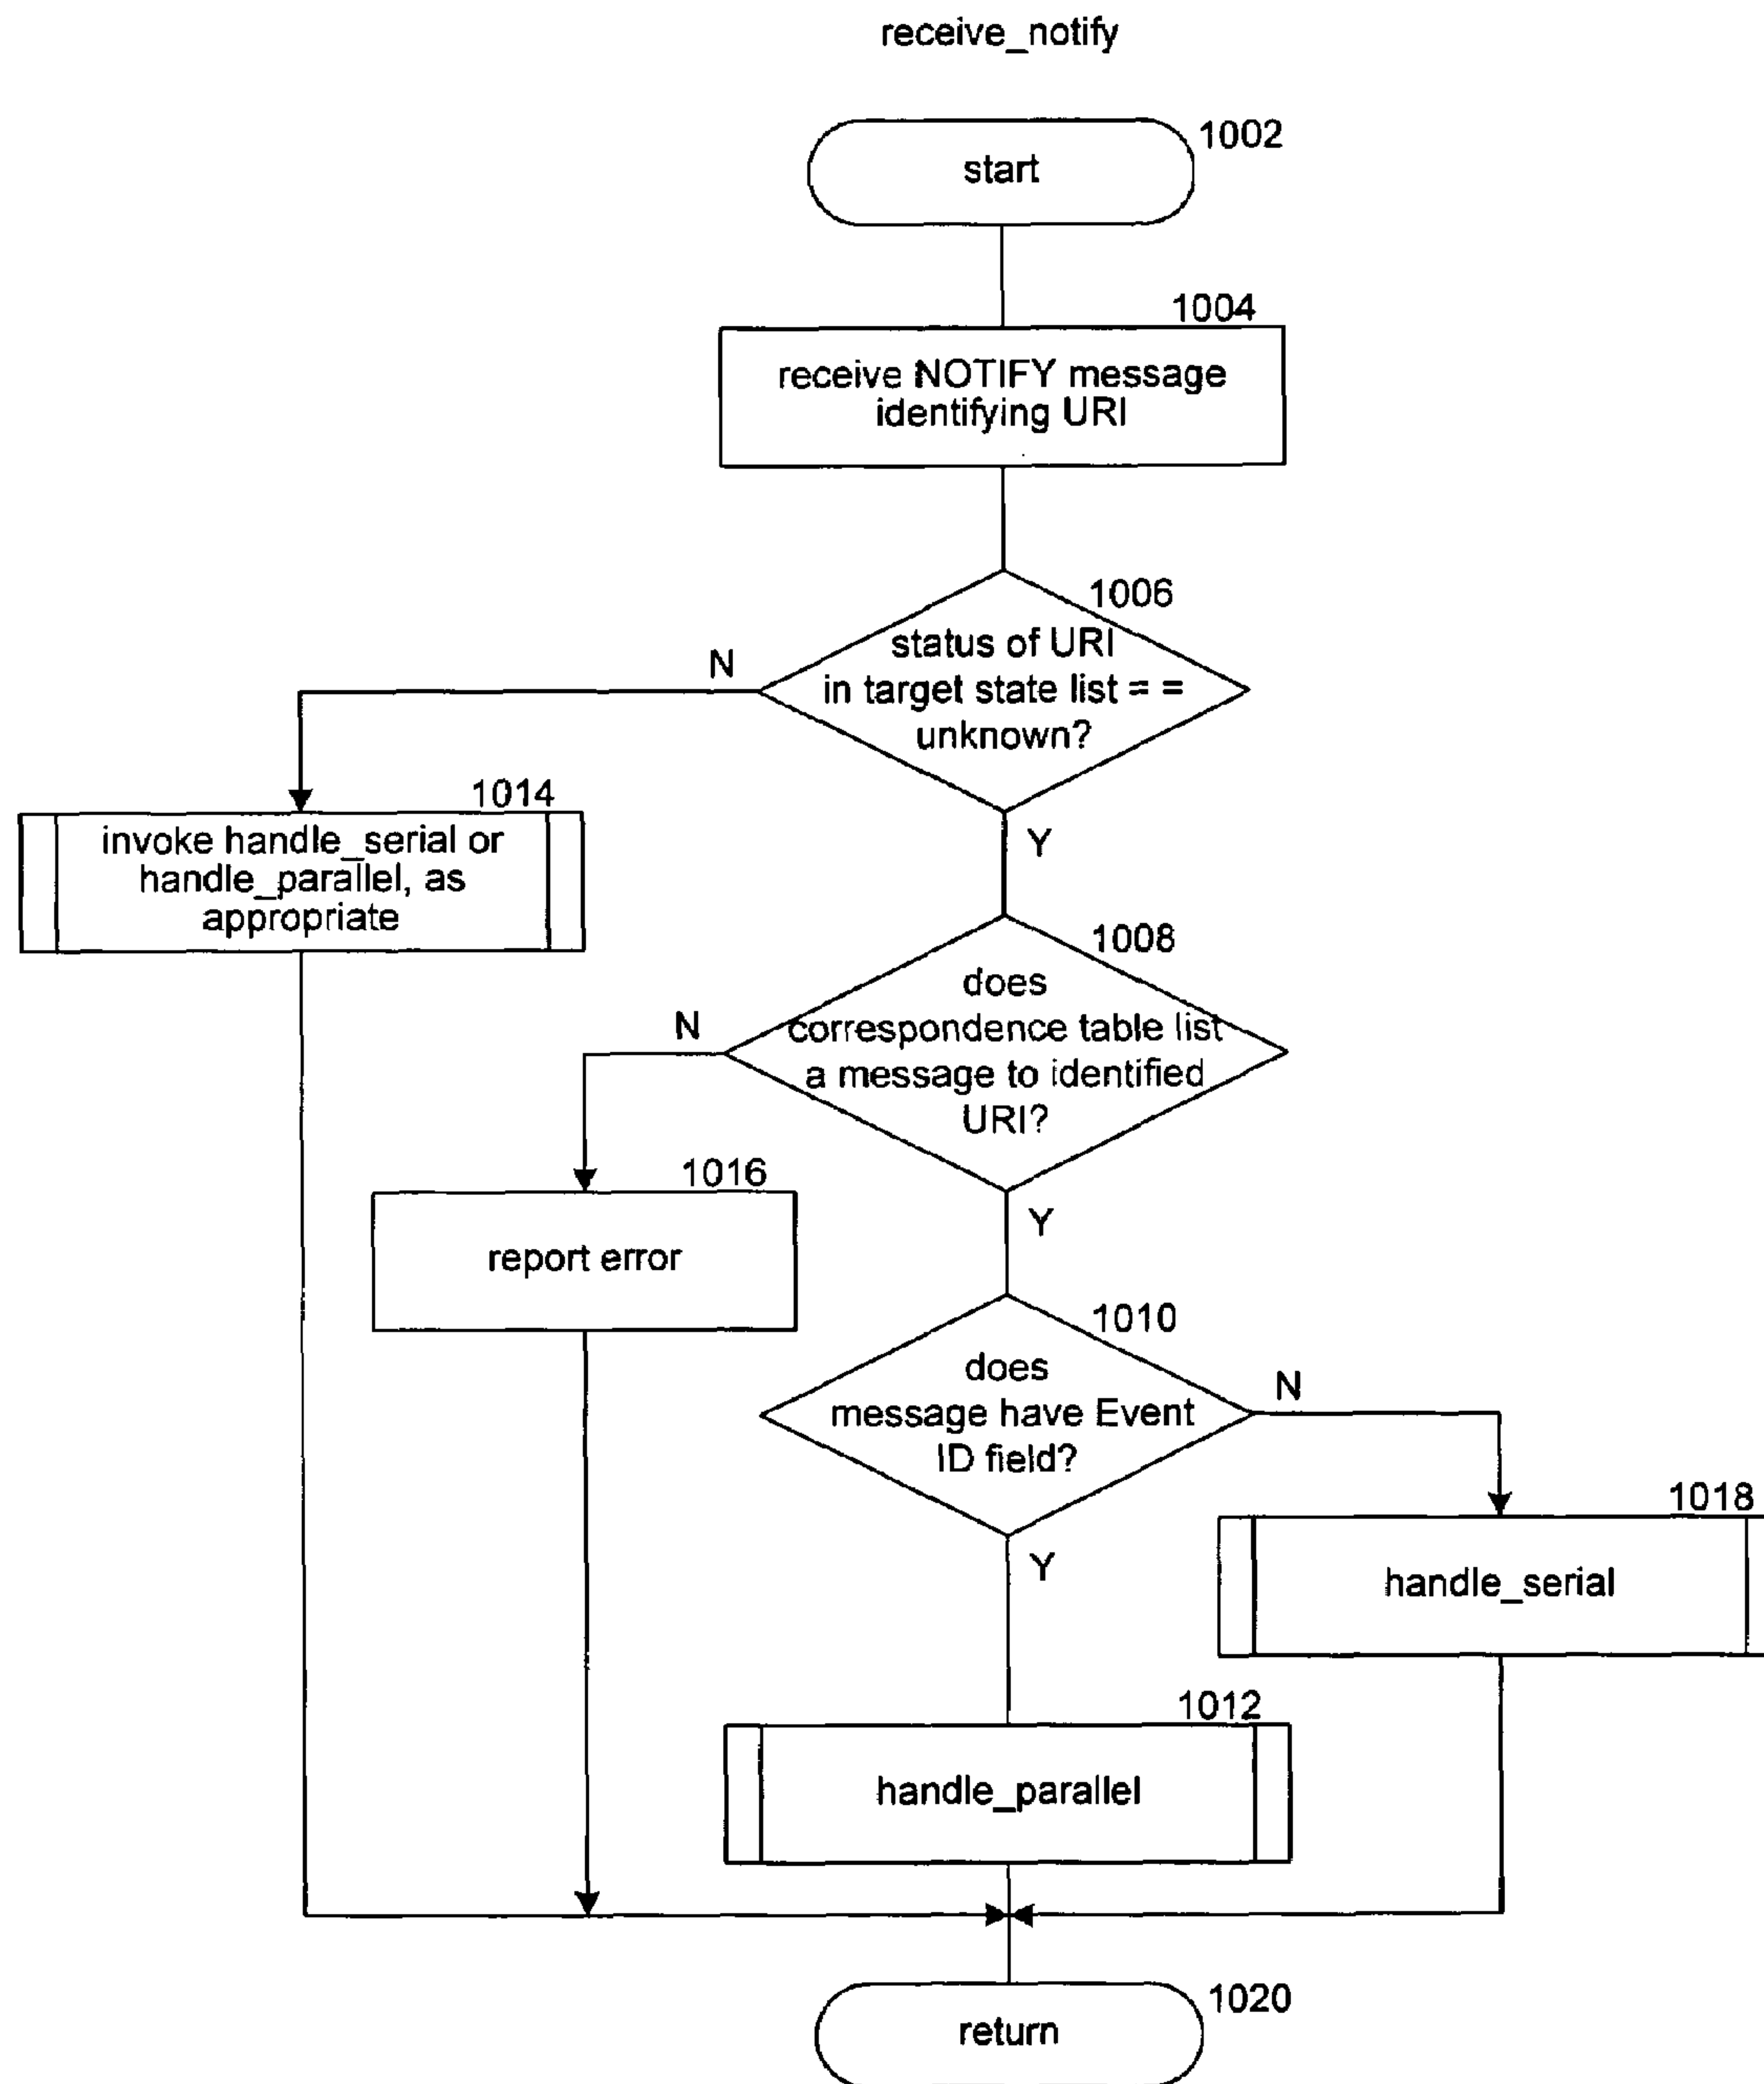 receive_notify
1002
start
1004
receive NOTIFY message
identifying URI
1006
status of URI
in target state list = =
unknown?
N
Y
1014
invoke handle_serial or
handle_parallel, as
appropriate
1008
does
correspondence table list
a message to identified
URI?
N
Y
1016
report error
1010
does
message have Event
ID field?
N
Y
1018
handle_serial
1012
handle_parallel
1020
return